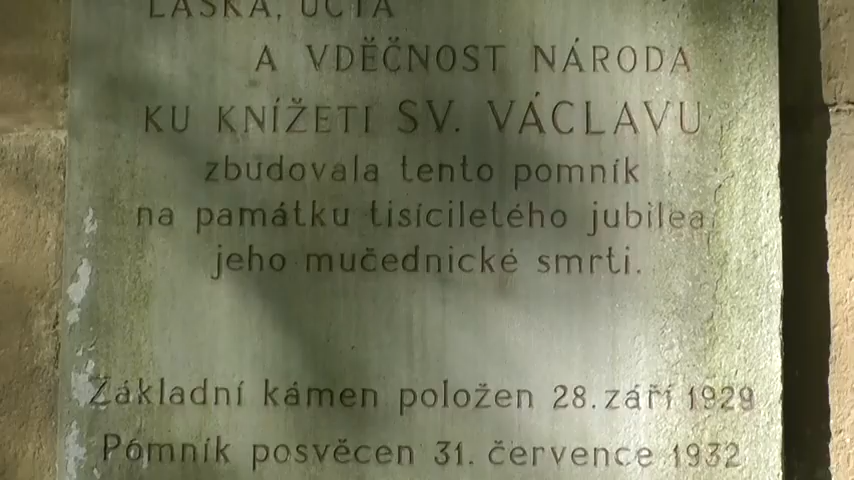 LÁSKA, ÚCTA
A VDĚČNOST NÁRODA
KU KNÍŽETI SV. VÁCLAVU
zbudovala tento pomník
na památku tisíciletého jubilea
jeho mučednické smrti.
Základní kámen položen 28. září 1929
Pomník posvěcen 31. července 1932